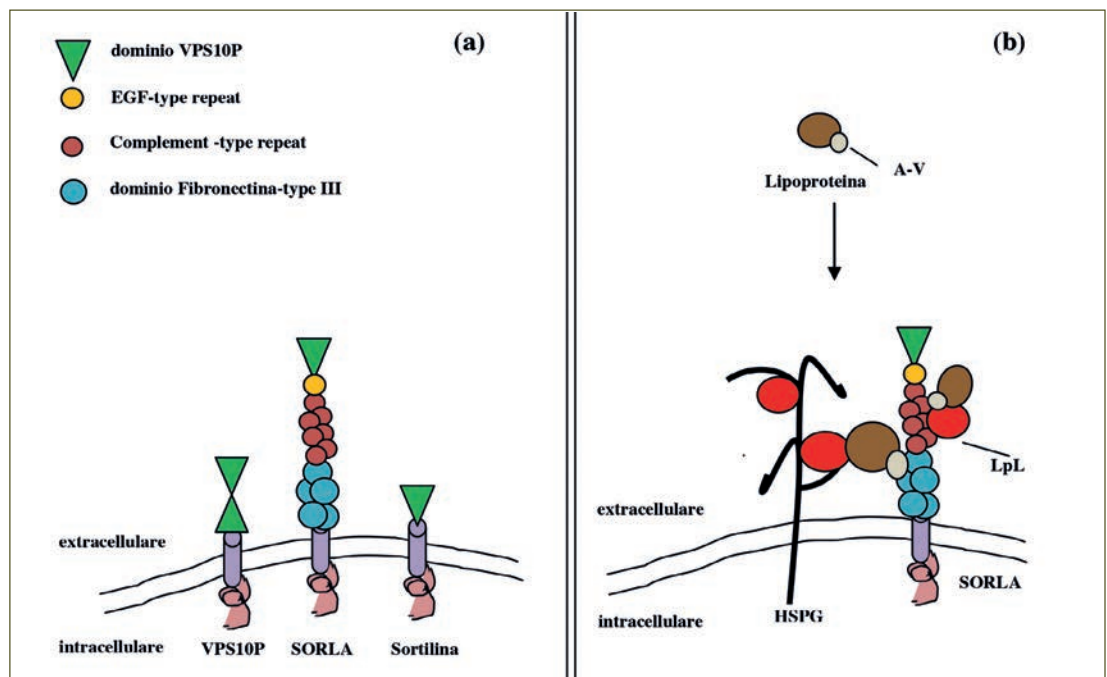 (a)
dominio VPS10P
EGF-type repeat
Complement -type repeat
dominio Fibronectina-type III
extracellulare
intracellulare
VPS10P
SORLA
Sortilina
(b)
A-V
Lipoproteina
LpL
extracellulare
SORLA
HSPG
intracellulare